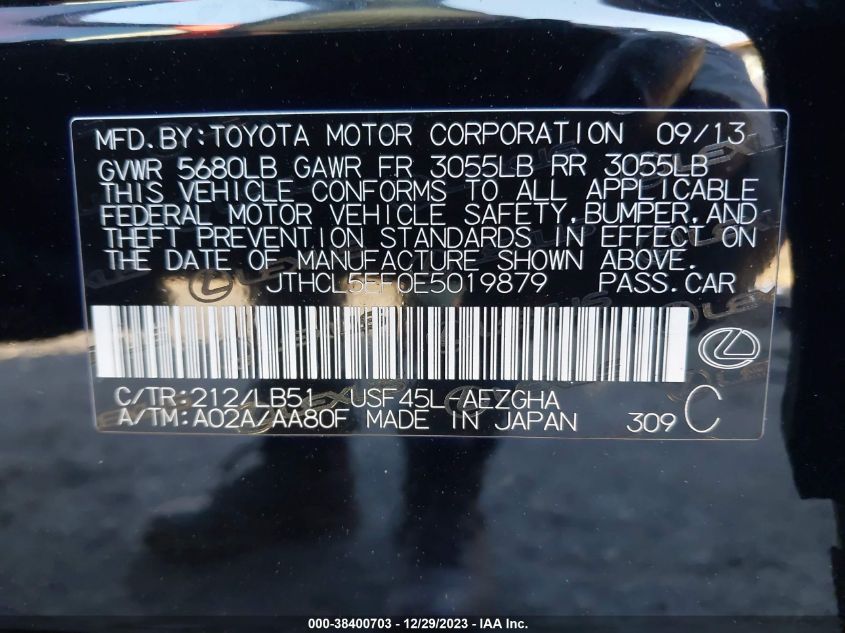 MFD.BY:TOYOTA MOTOR CORPORATION 09/13
GVWR 5680LB GAWR FR 3055LB RR 3055LB
THIS VEHICLE CONFORMS TO ALL APPLICABLE
FEDERAL MOTOR VEHICLE SAFETY,BUMPER,AND
THEFT PREVENTION STANDARDS IN EFFECT ON
THE DATE OF MANUFACTURE SHOWN ABOVE.
JTHCL5EF0E5019879 PASS.CAR
C/TR:212/LB51 USF45L-AEZGHA
A/TM:A02A/AA80F MADE IN JAPAN 309 C
000-38400703 - 12/29/2023 - IAA Inc.